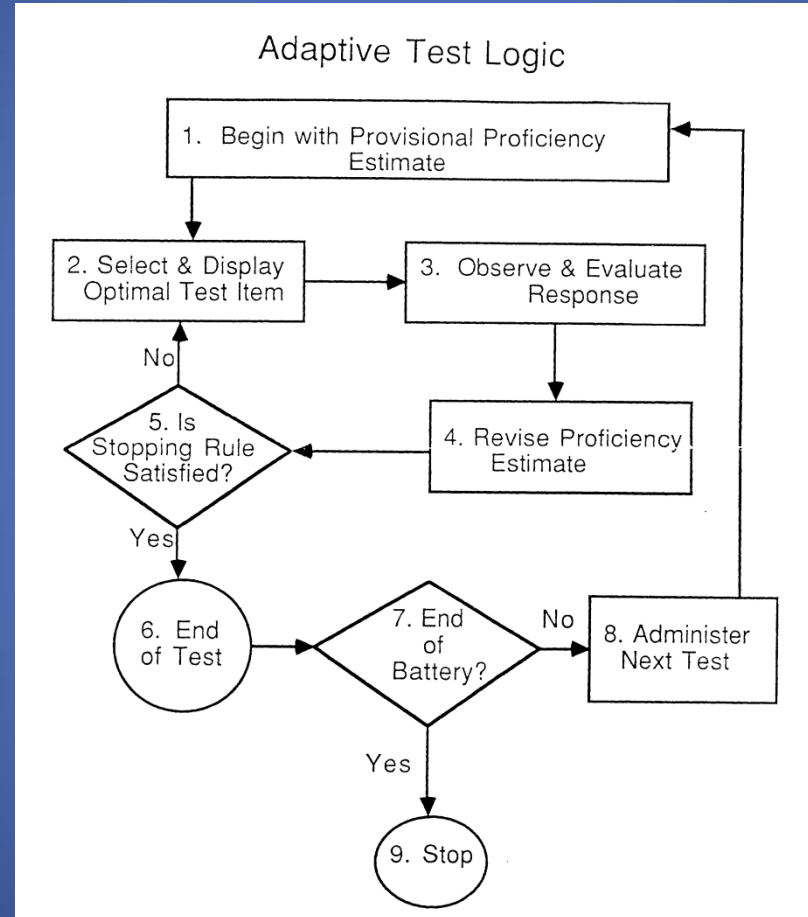 Adaptive Test Logic
1. Begin with Provisional Proficiency
Estimate
2. Select & Display
Optimal Test Item
3. Observe & Evaluate
Response
No
5. Is
Stopping Rule
Satisfied?
4. Revise Proficiency
Estimate
Yes
6. End
of Test
7. End
of
Battery?
No
8. Administer
Next Test
Yes
9. Stop